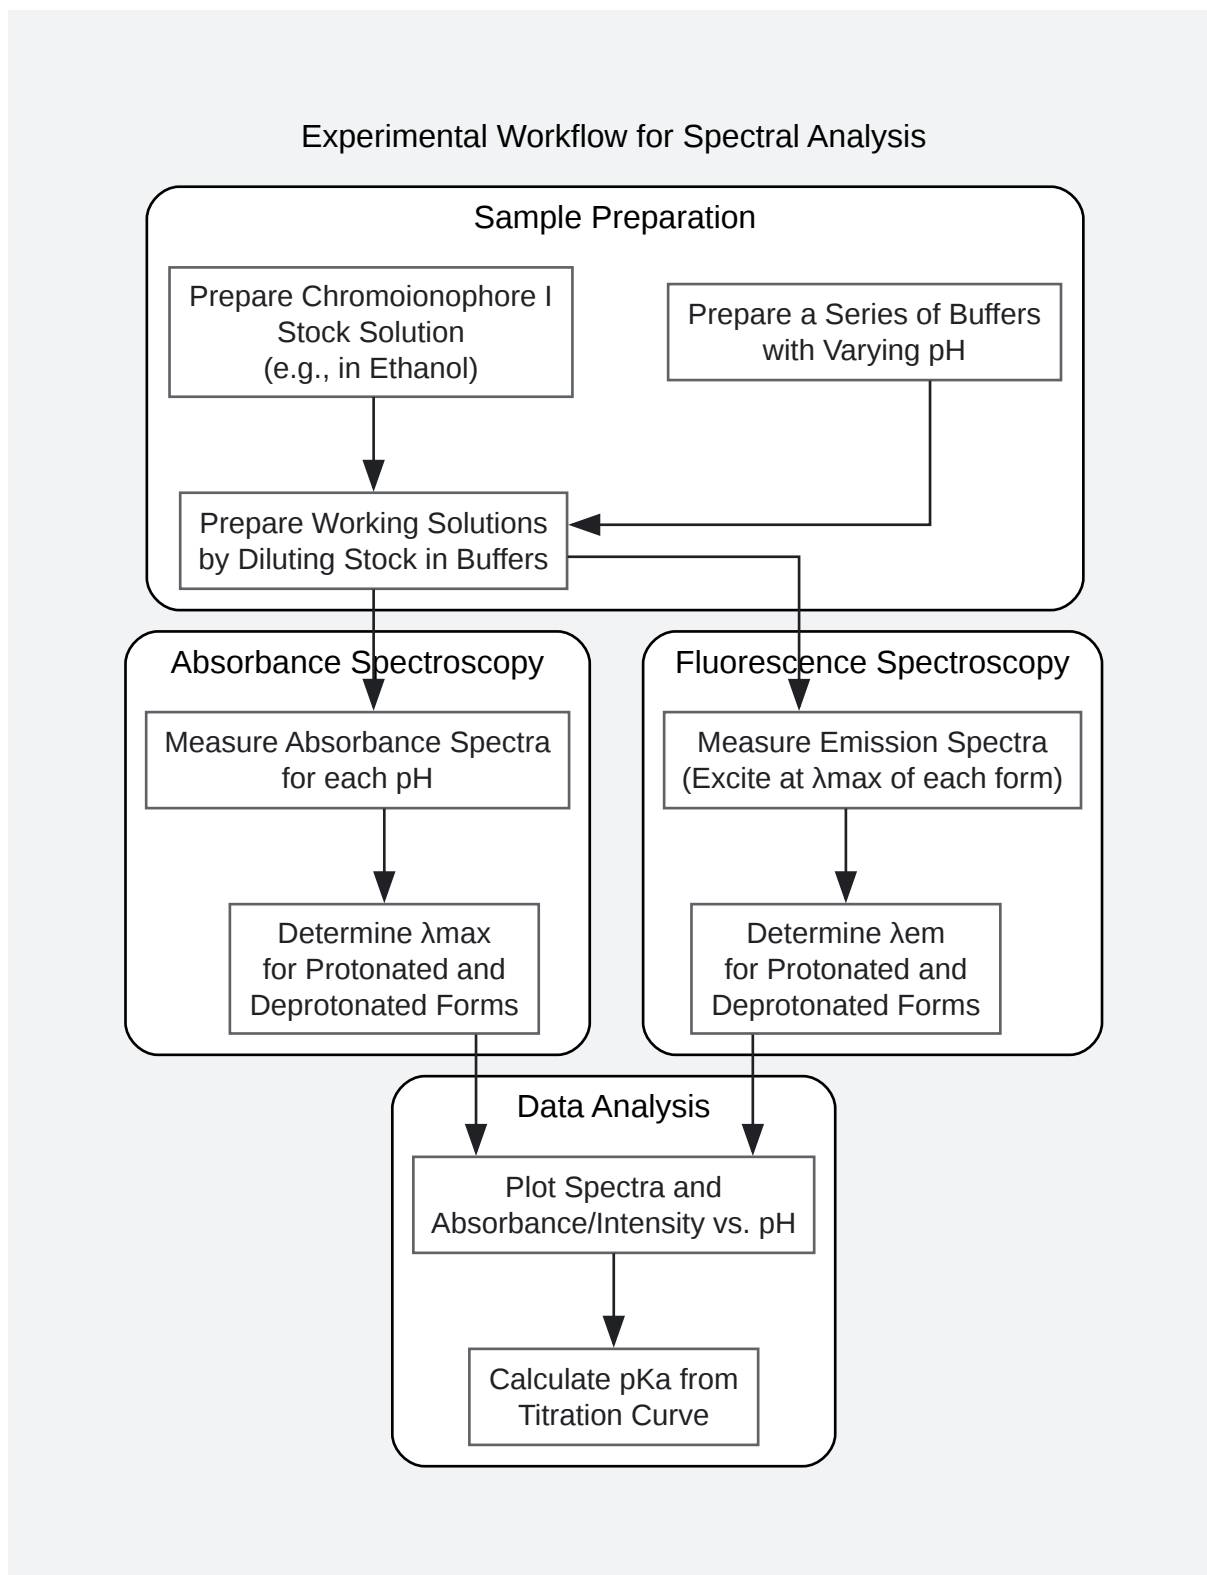 Experimental Workflow for Spectral Analysis
Sample Preparation
Prepare Chromoionophore I
Stock Solution
(e.g., in Ethanol)
Prepare a Series of Buffers
with Varying pH
Prepare Working Solutions
by Diluting Stock in Buffers
Absorbance Spectroscopy
Measure Absorbance Spectra
for each pH
Determine λmax
for Protonated and
Deprotonated Forms
Fluorescence Spectroscopy
Measure Emission Spectra
(Excite at λmax of each form)
Determine λem
for Protonated and
Deprotonated Forms
Data Analysis
Plot Spectra and
Absorbance/Intensity vs. pH
Calculate pKa from
Titration Curve